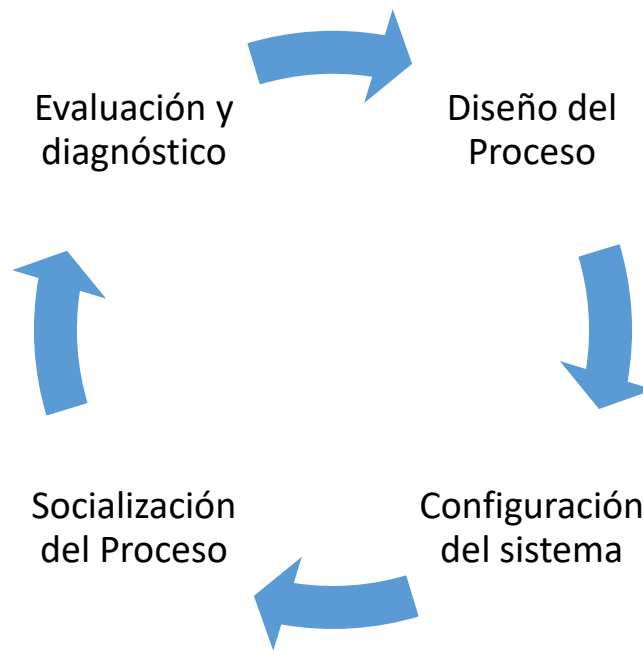 Evaluación y
diagnóstico
Diseño del
Proceso
Configuración
del sistema
Socialización
del Proceso